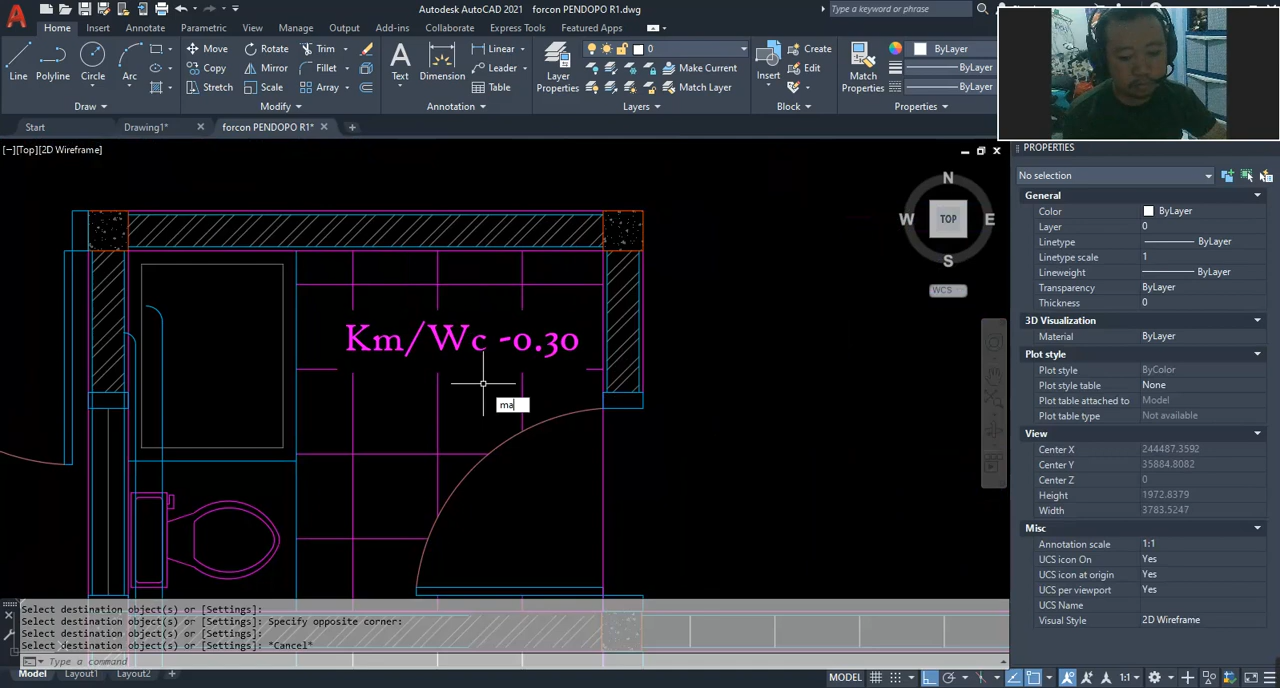 Autodesk AutoCAD 2021 forcon PENDOPO R1.dwg
Type a keyword or phrase
Home Insert Annotate Parametric View Manage Output Add-ins Collaborate Express Tools Featured Apps
Line Polyline Circle Arc
Move Rotate Trim
Copy Mirror Fillet
Stretch Scale Array
Text Dimension
Linear
Leader
Table
Layer Properties
0
Make Current
Match Layer
Insert
Create
Edit
Match Properties
ByLayer
ByLayer
ByLayer
Draw Modify Annotation Layers Block Properties
Start Drawing1* forcon PENDOPO R1*
[−][Top][2D Wireframe]
N
W TOP E
S
WCS
Km/Wc -0.30
ma
PROPERTIES
No selection
General
Color ByLayer
Layer 0
Linetype ByLayer
Linetype scale 1
Lineweight ByLayer
Transparency ByLayer
Thickness 0
3D Visualization
Material ByLayer
Plot style
Plot style ByColor
Plot style table None
Plot table attached to Model
Plot table type Not available
View
Center X 244487.3592
Center Y 35884.8082
Center Z 0
Height 1972.8379
Width 3783.5247
Misc
Annotation scale 1:1
UCS icon On Yes
UCS icon at origin Yes
UCS per viewport Yes
UCS Name
Visual Style 2D Wireframe
Select destination object(s) or [Settings]:
Select destination object(s) or [Settings]: Specify opposite corner:
Select destination object(s) or [Settings]:
Select destination object(s) or [Settings]: *Cancel*
Type a command
Model Layout1 Layout2
MODEL 1:1